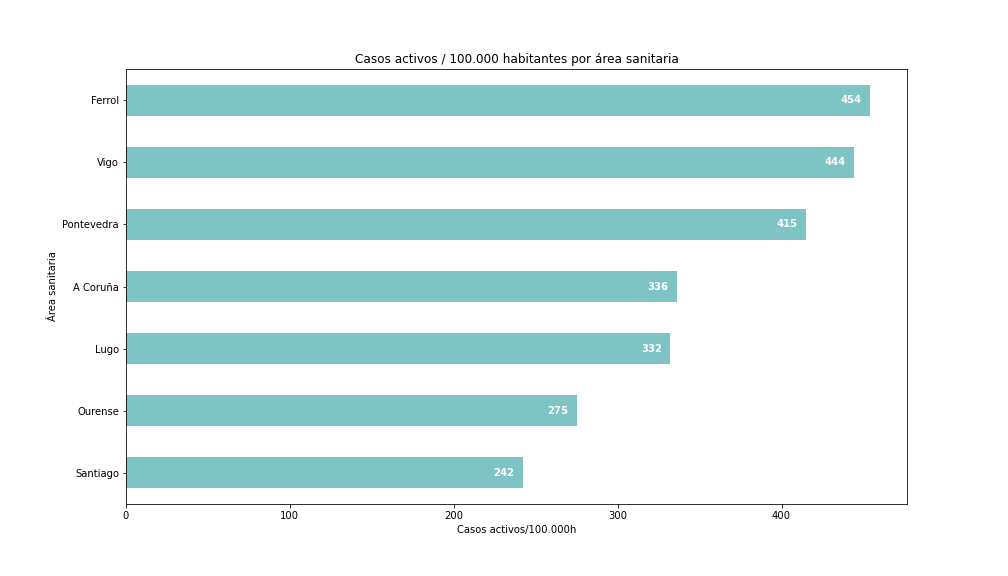 Casos activos / 100.000 habitantes por área sanitaria
Ferrol 454
Vigo 444
Pontevedra 415
A Coruña 336
Lugo 332
Ourense 275
Santiago 242
Área sanitaria
0 100 200 300 400
Casos activos/100.000h